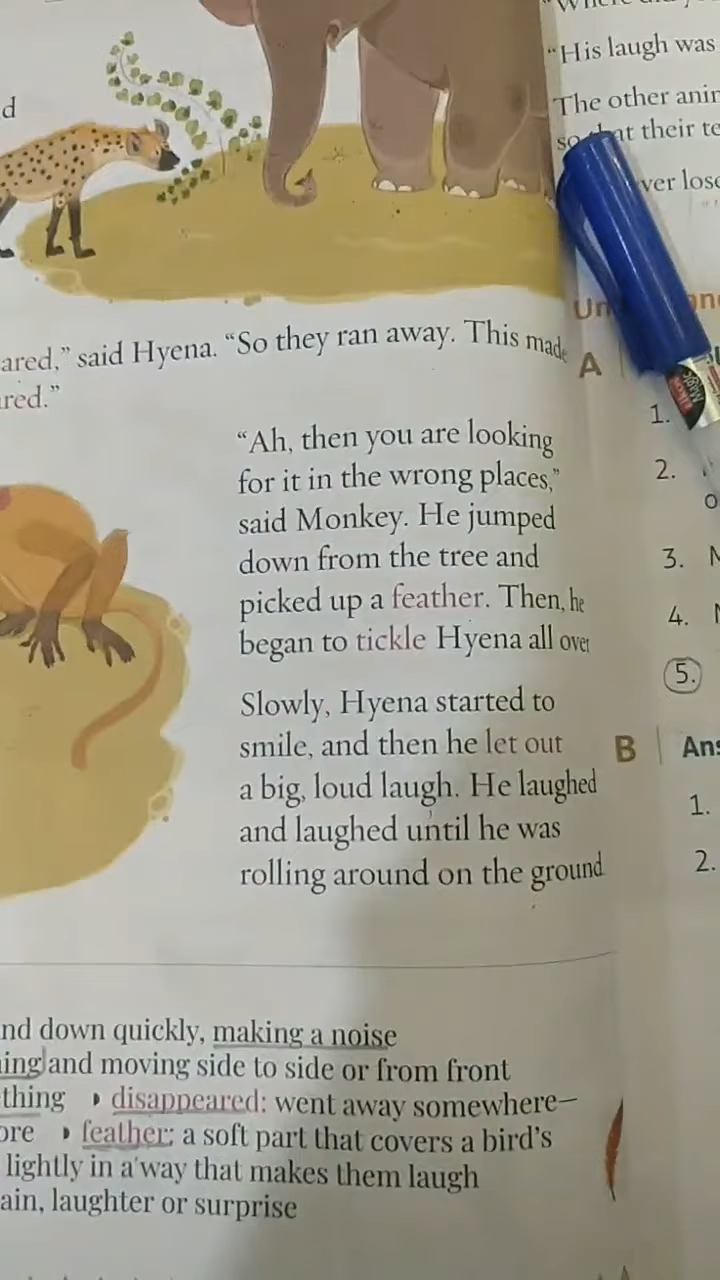 d
ared," said Hyena. "So they ran away. This made
red."
"Ah, then you are looking
for it in the wrong places,"
said Monkey. He jumped
down from the tree and
picked up a feather. Then, he
began to tickle Hyena all over
Slowly, Hyena started to
smile, and then he let out
a big, loud laugh. He laughed
and laughed until he was
rolling around on the ground
nd down quickly, making a noise
ing and moving side to side or from front
thing ◗ disappeared: went away somewhere—
ore ◗ feather: a soft part that covers a bird's
lightly in a way that makes them laugh
ain, laughter or surprise
"His laugh was
The other anim
so that their te
ver lose
Un
A
1.
2.
o
3.
4.
5.
B Ans
1.
2.
Magic